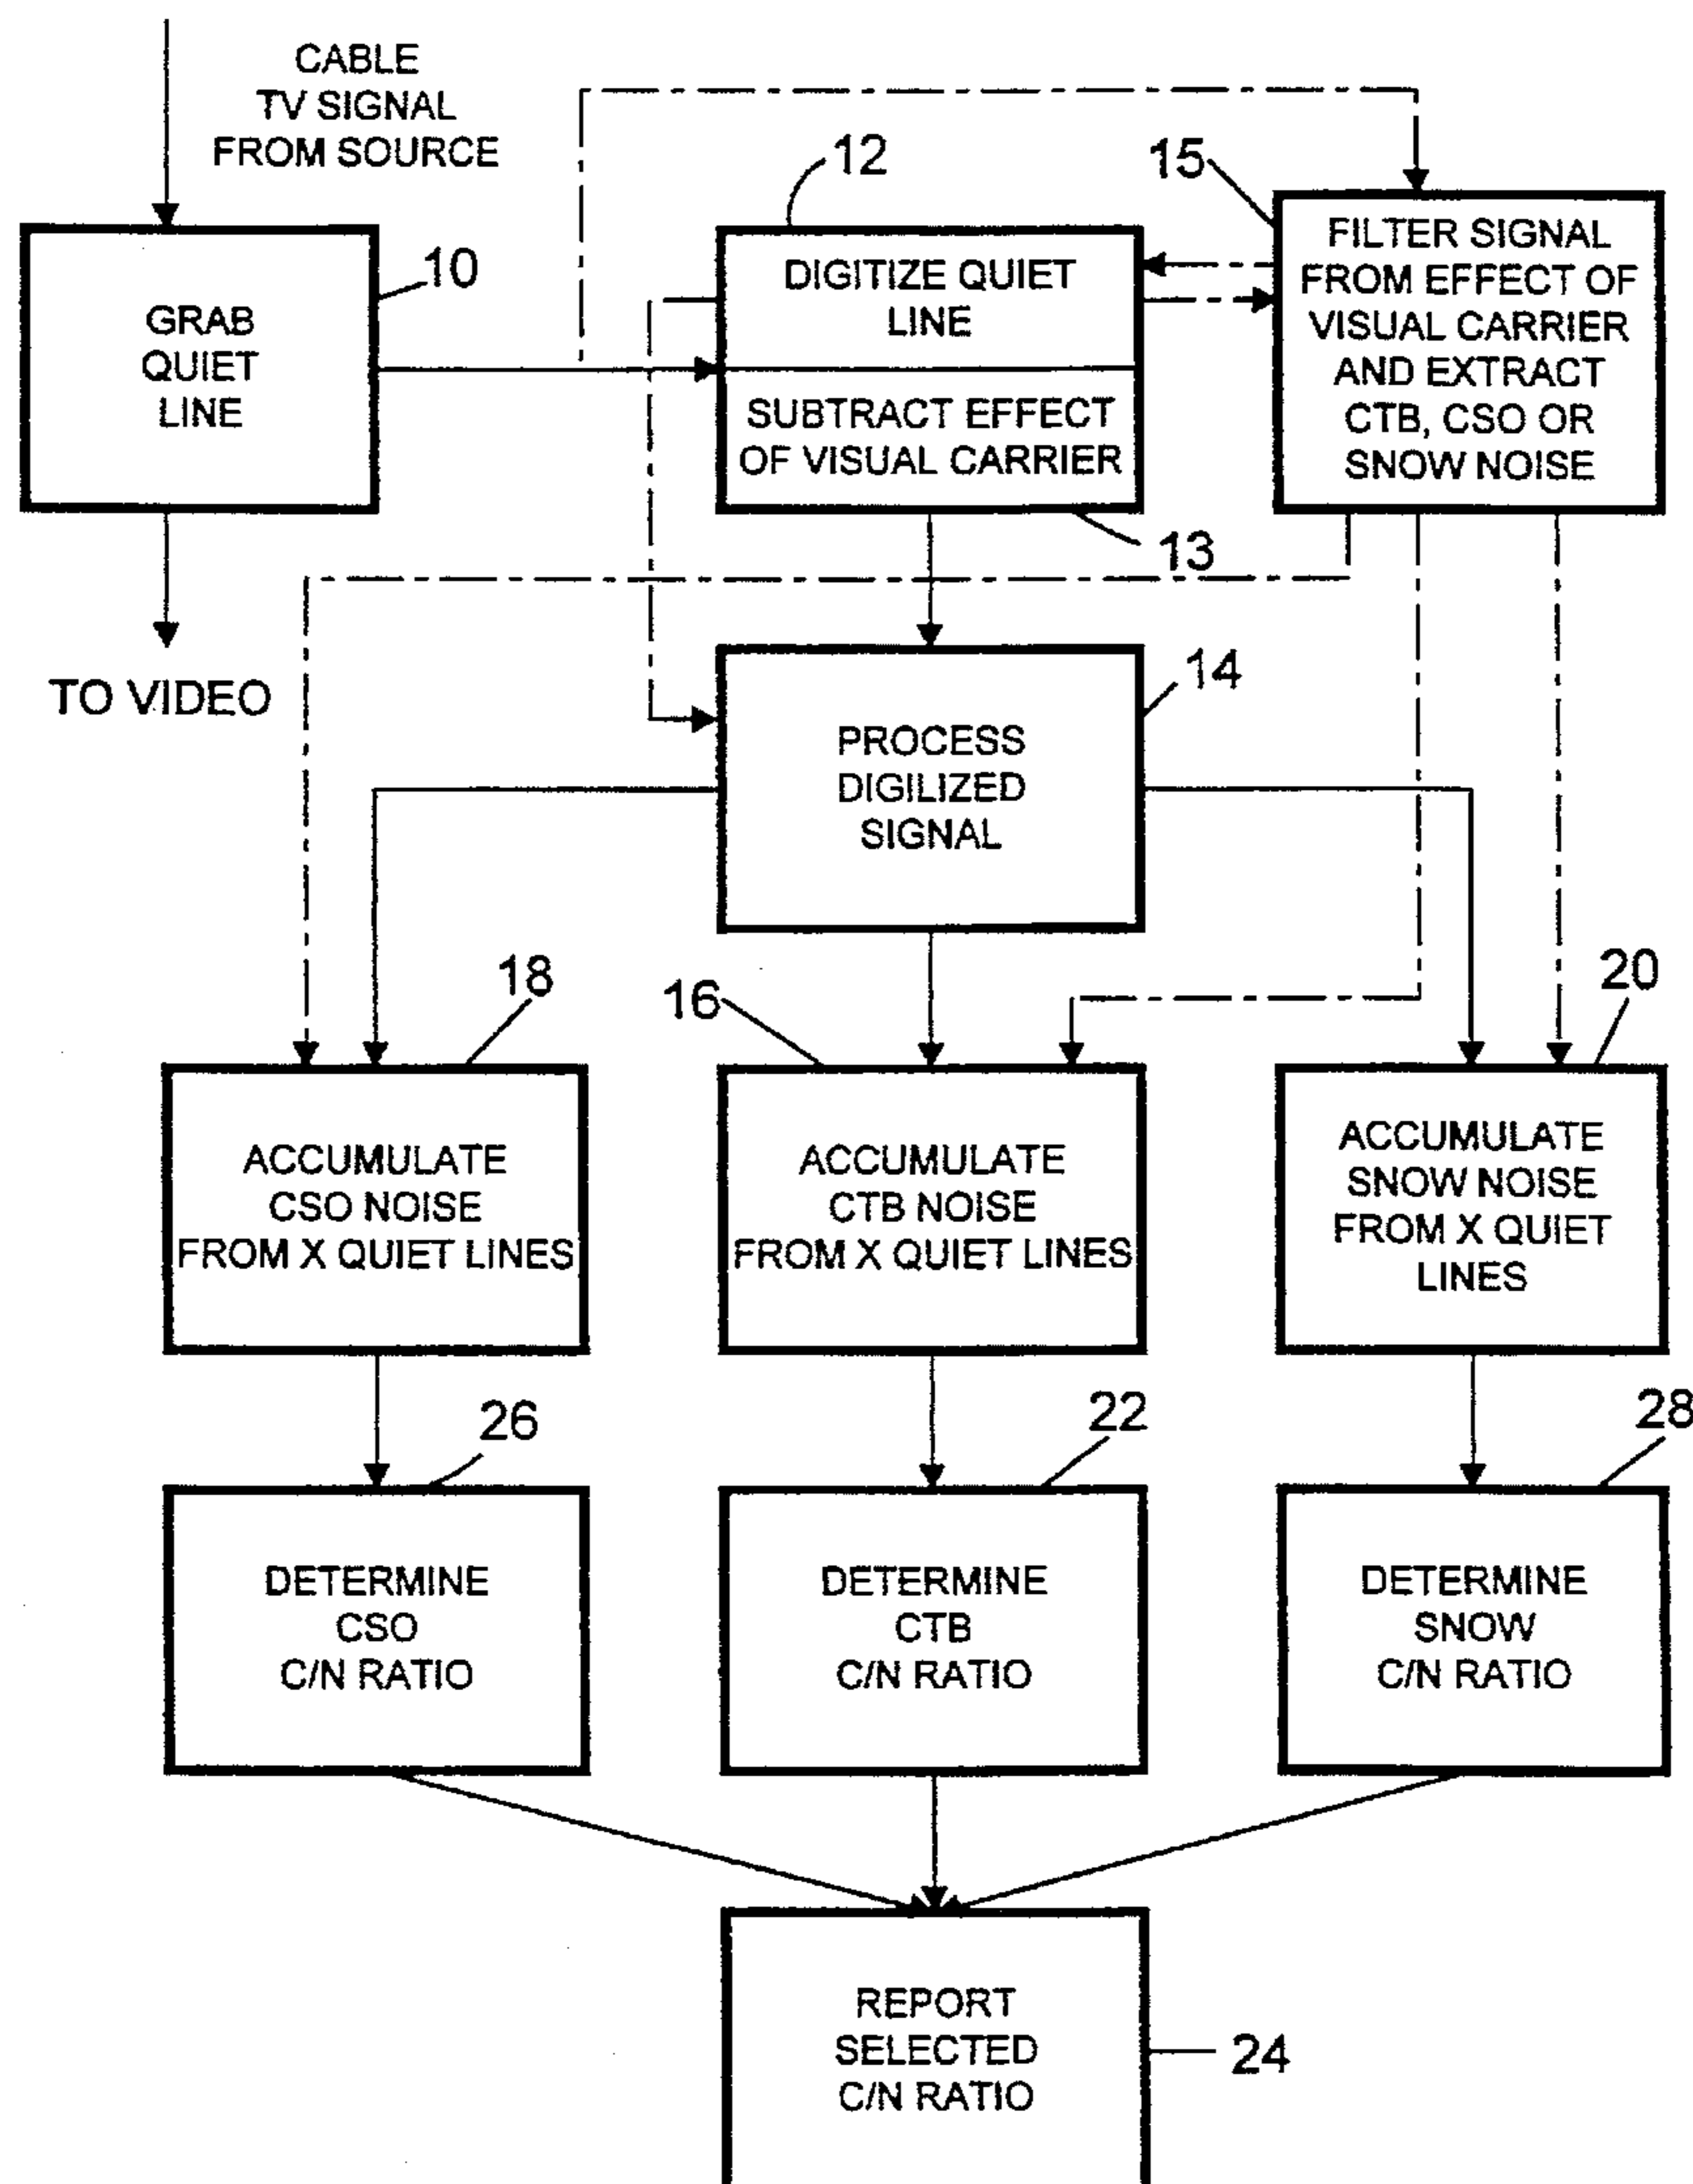 CABLE
TV SIGNAL
FROM SOURCE
12
15
10
GRAB
QUIET
LINE
DIGITIZE QUIET
LINE
SUBTRACT EFFECT
OF VISUAL CARRIER
FILTER SIGNAL
FROM EFFECT OF
VISUAL CARRIER
AND EXTRACT
CTB, CSO OR
SNOW NOISE
13
TO VIDEO
14
PROCESS
DIGILIZED
SIGNAL
18
16
20
ACCUMULATE
CSO NOISE
FROM X QUIET LINES
ACCUMULATE
CTB NOISE
FROM X QUIET LINES
ACCUMULATE
SNOW NOISE
FROM X QUIET
LINES
26
22
28
DETERMINE
CSO
C/N RATIO
DETERMINE
CTB
C/N RATIO
DETERMINE
SNOW
C/N RATIO
REPORT
SELECTED
C/N RATIO
24